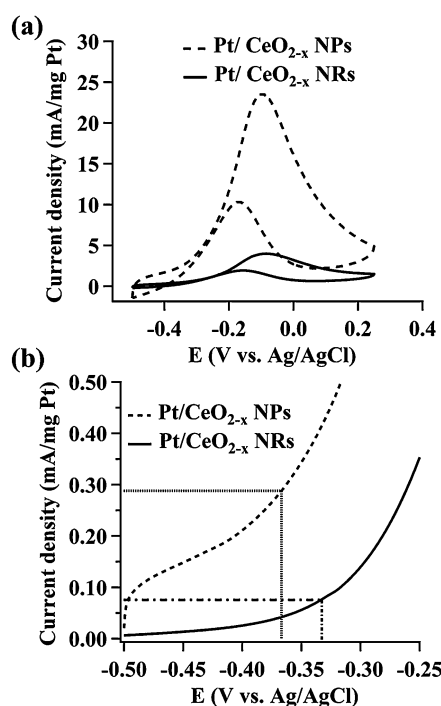 (a)
Pt/ CeO2-x NPs
Pt/ CeO2-x NRs
Current density (mA/mg Pt)
30
25
20
15
10
5
0
-0.4 -0.2 0.0 0.2 0.4
E (V vs. Ag/AgCl)
(b)
Pt/CeO2-x NPs
Pt/CeO2-x NRs
Current density (mA/mg Pt)
0.50
0.40
0.30
0.20
0.10
0.00
-0.50 -0.45 -0.40 -0.35 -0.30 -0.25
E (V vs. Ag/AgCl)